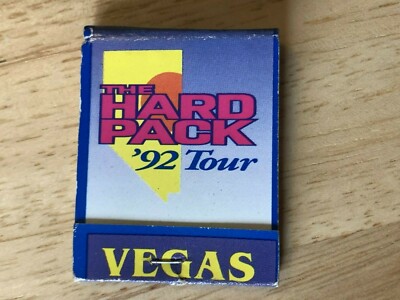 THE
HARD
PACK
'92 Tour
VEGAS